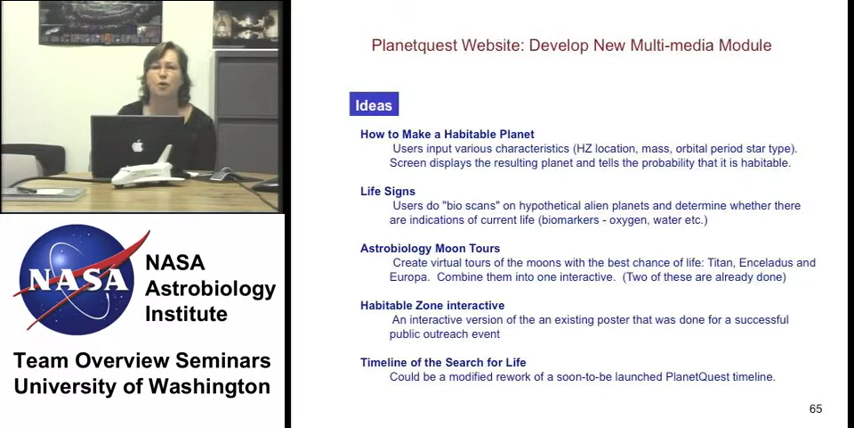 Planetquest Website: Develop New Multi-media Module
Ideas
How to Make a Habitable Planet
Users input various characteristics (HZ location, mass, orbital period star type).
Screen displays the resulting planet and tells the probability that it is habitable.
Life Signs
Users do "bio scans" on hypothetical alien planets and determine whether there
are indications of current life (biomarkers - oxygen, water etc.)
Astrobiology Moon Tours
Create virtual tours of the moons with the best chance of life: Titan, Enceladus and
Europa. Combine them into one interactive. (Two of these are already done)
Habitable Zone interactive
An interactive version of the an existing poster that was done for a successful
public outreach event
Timeline of the Search for Life
Could be a modified rework of a soon-to-be launched PlanetQuest timeline.
65
NASA
NASA
Astrobiology
Institute
Team Overview Seminars
University of Washington